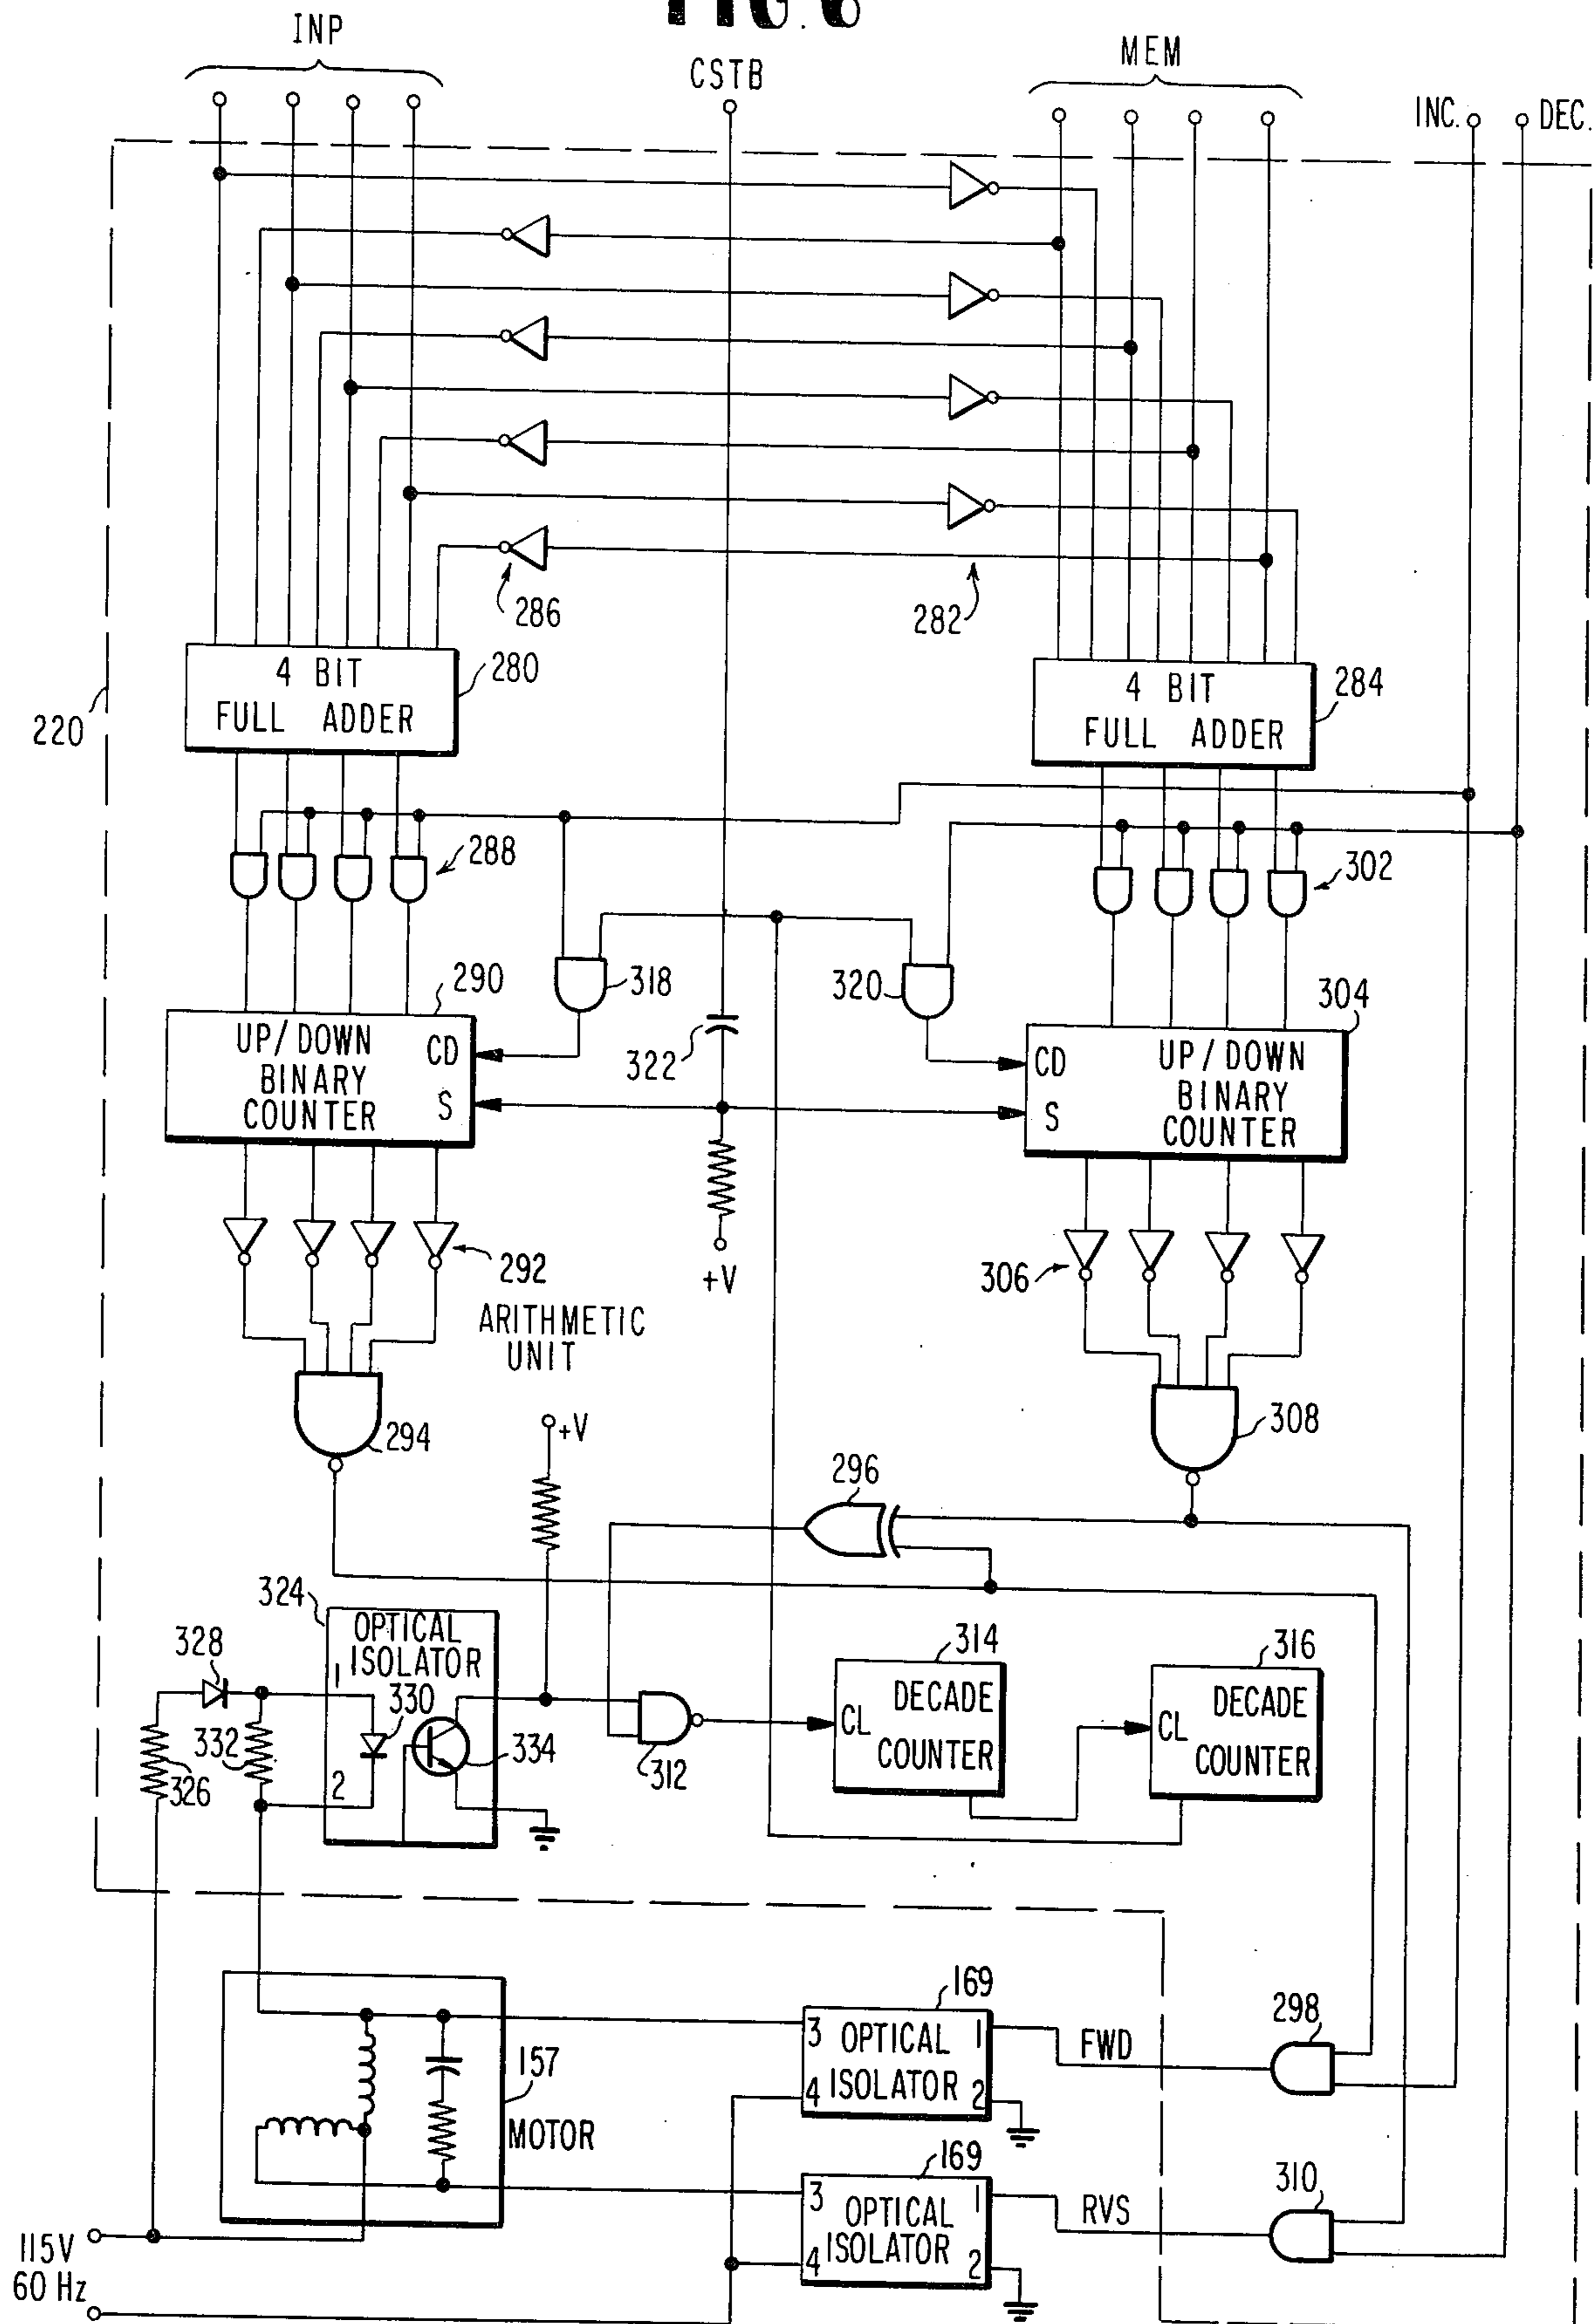 FIG. 6
INP
CSTB
MEM
INC.
DEC.
286
282
4 BIT
FULL ADDER
280
4 BIT
FULL ADDER
284
220
288
302
318
320
290
304
UP/DOWN
BINARY
COUNTER
CD
S
322
CD
S
UP/DOWN
BINARY
COUNTER
292
+V
306
ARITHMETIC
UNIT
294
+V
308
296
324
OPTICAL
ISOLATOR
328
1
330
332
334
326
2
312
314
CL
DECADE
COUNTER
316
CL
DECADE
COUNTER
157
MOTOR
169
3
OPTICAL
ISOLATOR
1
4
2
FWD
298
169
3
OPTICAL
ISOLATOR
1
4
2
RVS
310
115V
60 Hz